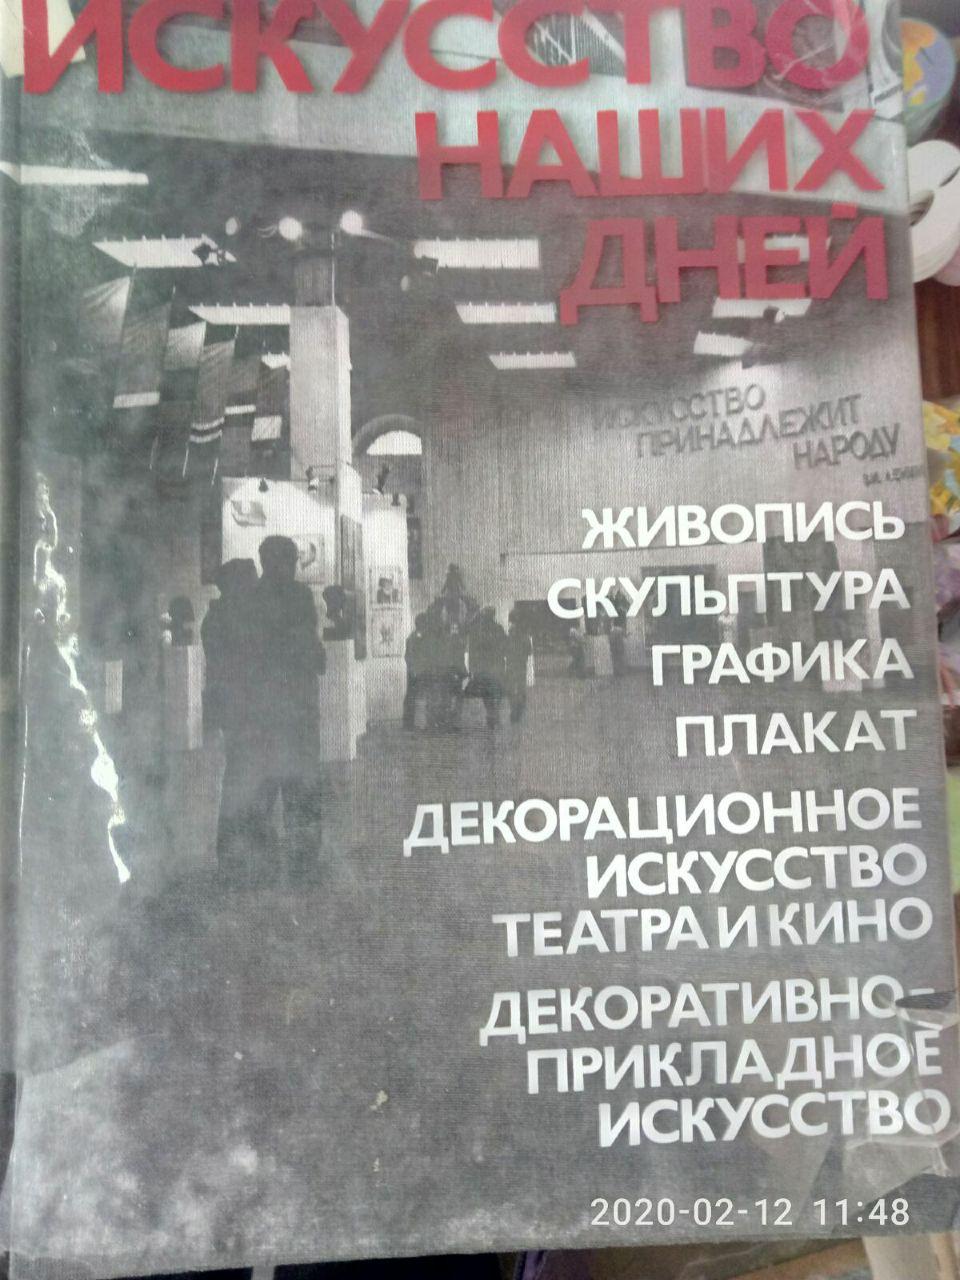 ИСКУССТВО
НАШИХ
ДНЕЙ
ИСКУССТВО
ПРИНАДЛЕЖИТ
НАРОДУ
ЖИВОПИСЬ
СКУЛЬПТУРА
ГРАФИКА
ПЛАКАТ
ДЕКОРАЦИОННОЕ
ИСКУССТВО
ТЕАТРА И КИНО
ДЕКОРАТИВНО-
ПРИКЛАДНОЕ
ИСКУССТВО
2020-02-12 11:48